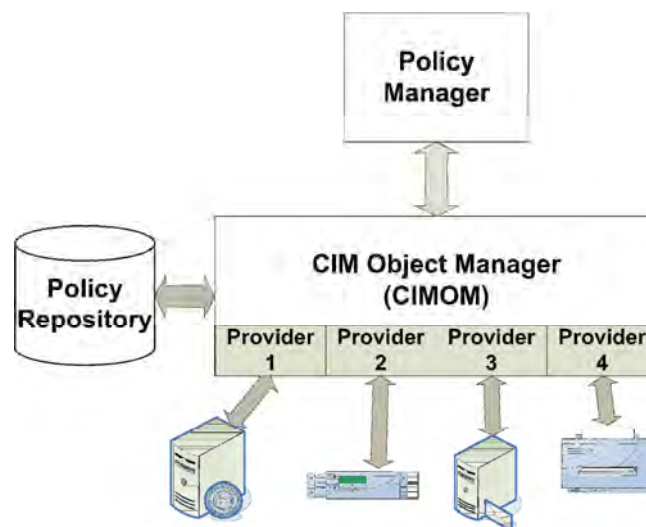 Policy
Manager
CIM Object Manager
(CIMOM)
Policy
Repository
Provider
1
Provider
2
Provider
3
Provider
4